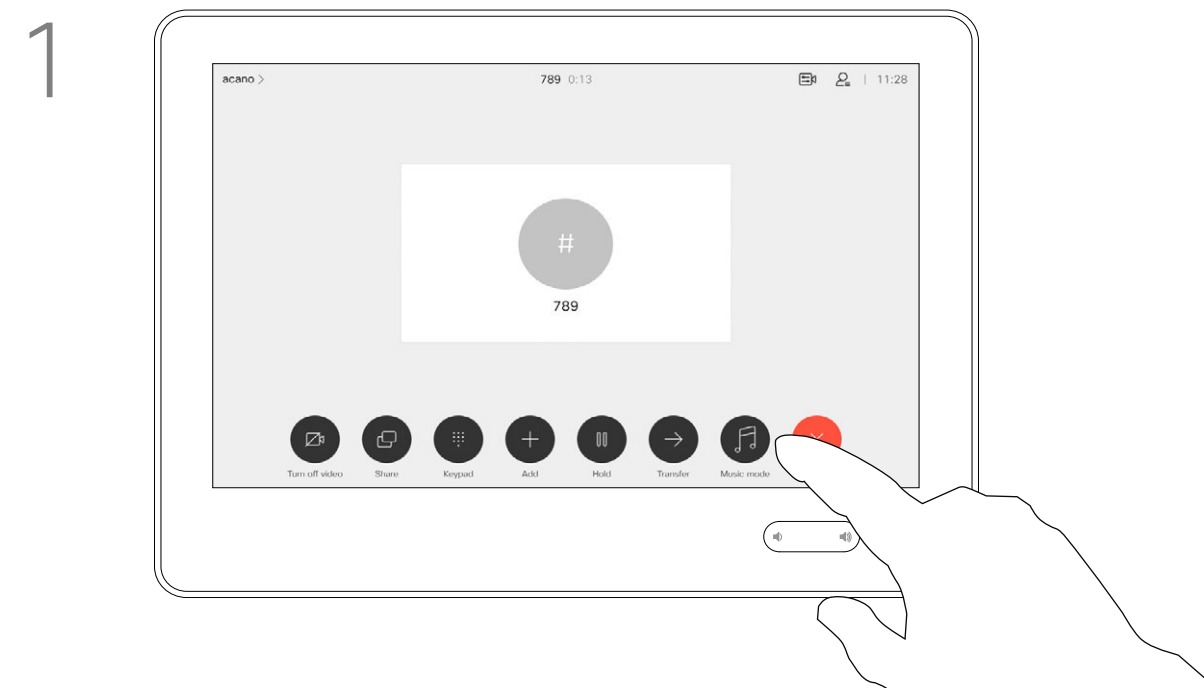 1
acano >
789 0:13
11:28
#
789
Turn off video
Share
Keypad
Add
Hold
Transfer
Music mode